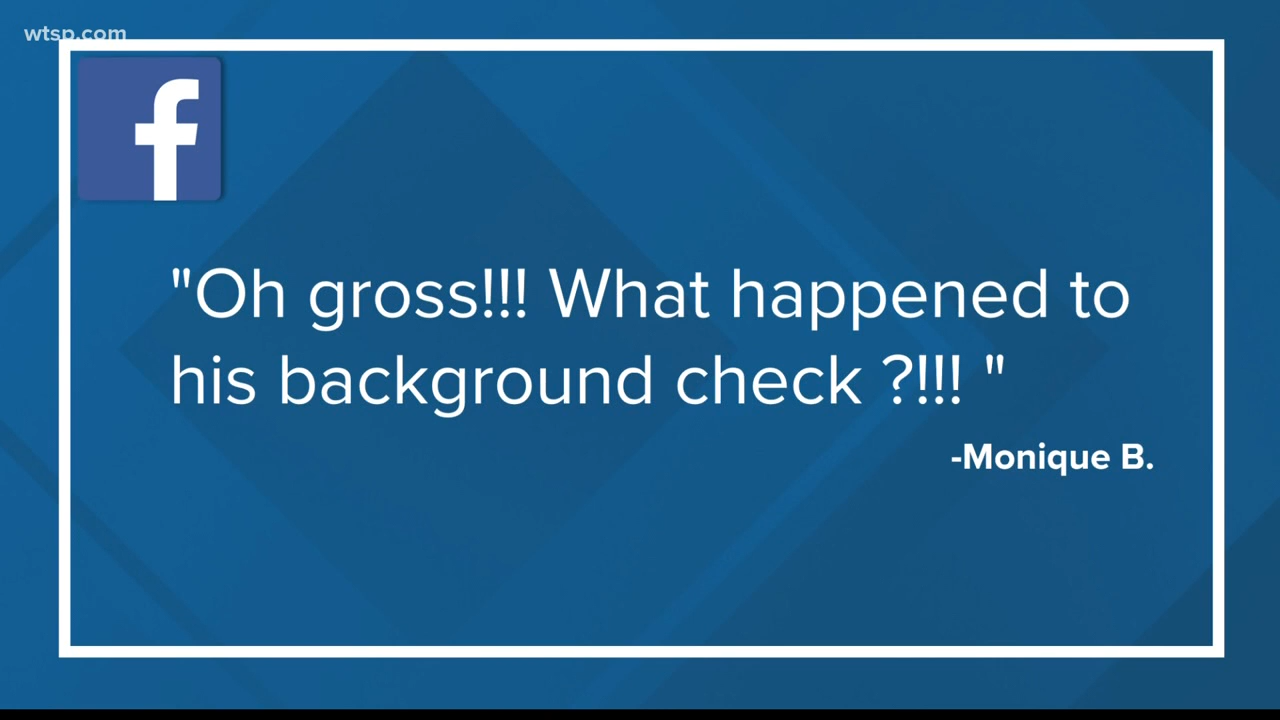 wtsp.com
f
"Oh gross!!! What happened to
his background check ?!!! "
-Monique B.